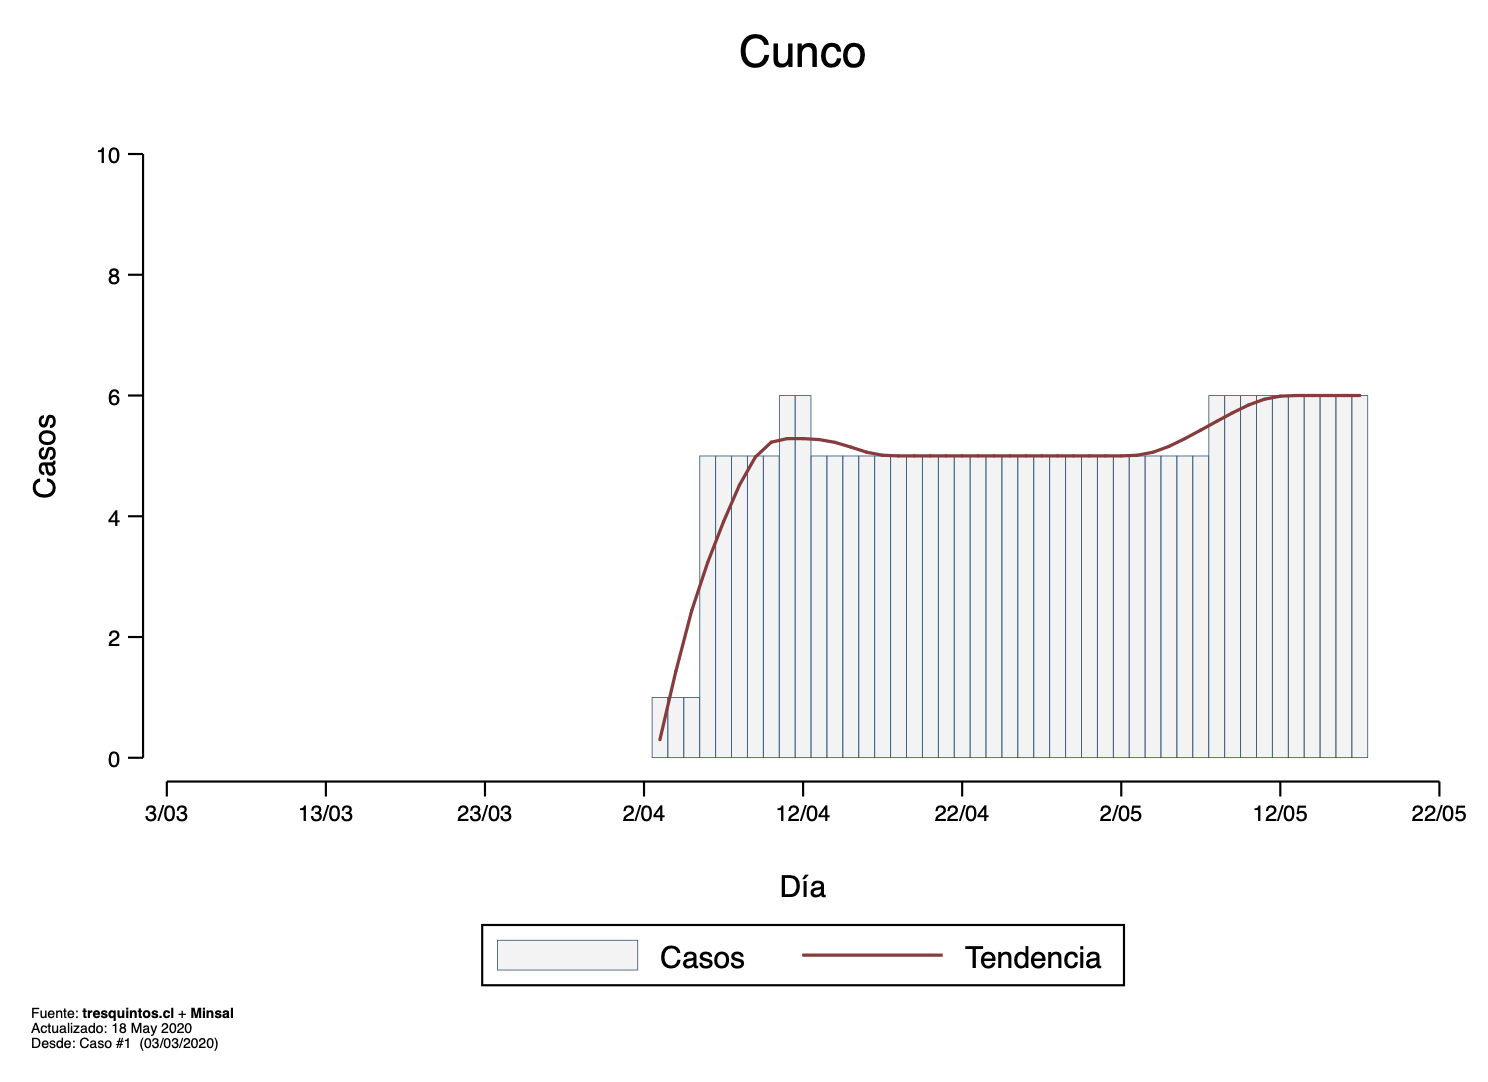 Cunco
Casos
10
8
6
4
2
0
3/03 13/03 23/03 2/04 12/04 22/04 2/05 12/05 22/05
Día
Casos Tendencia
Fuente: tresquintos.cl + Minsal
Actualizado: 18 May 2020
Desde: Caso #1 (03/03/2020)